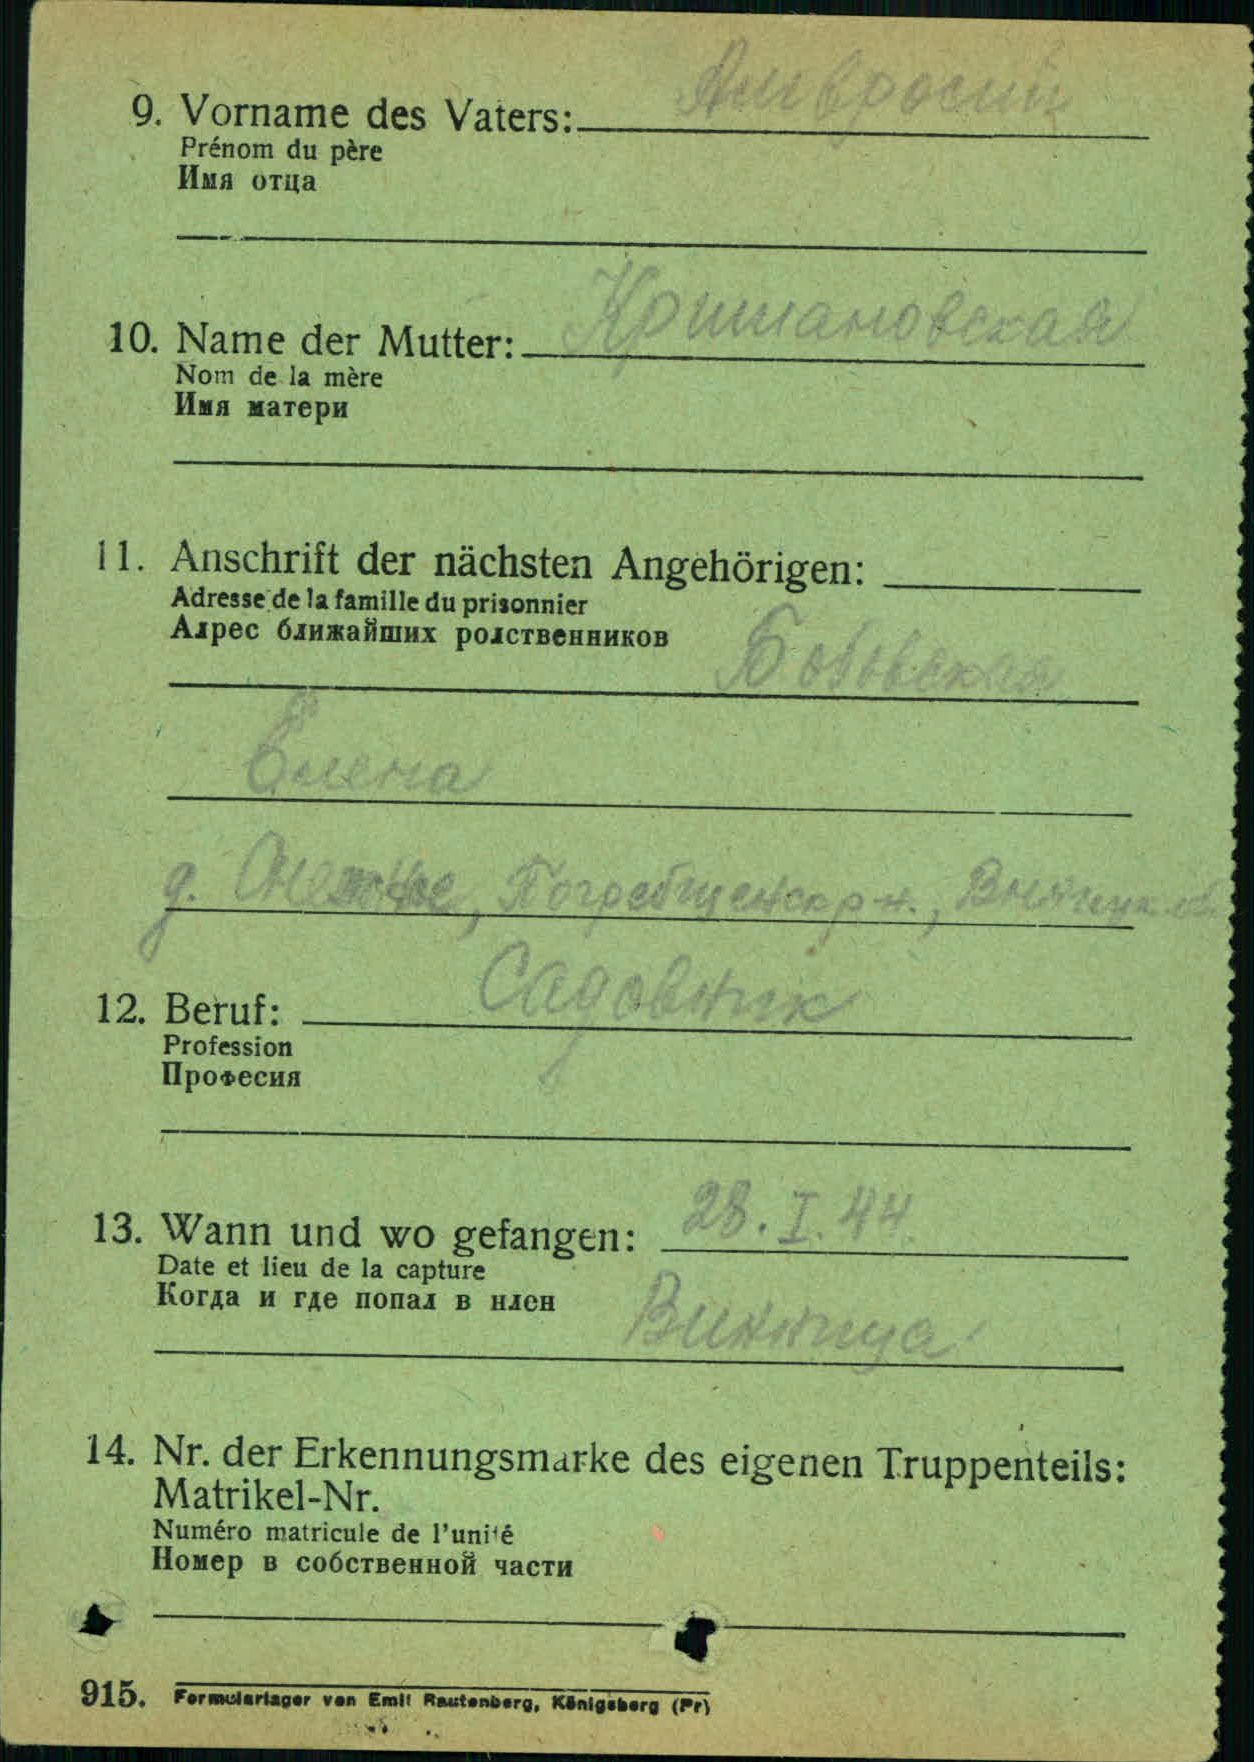 9. Vorname des Vaters: Амвросий
Prénom du père
Имя отца
10. Name der Mutter: Кришановская
Nom de la mère
Имя матери
11. Anschrift der nächsten Angehörigen:
Adresse de la famille du prisonnier
Адрес ближайших родственников
Бобовская
Елена
д. Погребищенск р-н., Винницк. об.
12. Beruf: Садовник
Profession
Професия
13. Wann und wo gefangen: 28. I. 44
Date et lieu de la capture
Когда и где попал в плен
Винница
14. Nr. der Erkennungsmarke des eigenen Truppenteils:
Matrikel-Nr.
Numéro matricule de l'unité
Номер в собственной части
915. Formularlager von Emil Rautenberg, Königsberg (Pr)